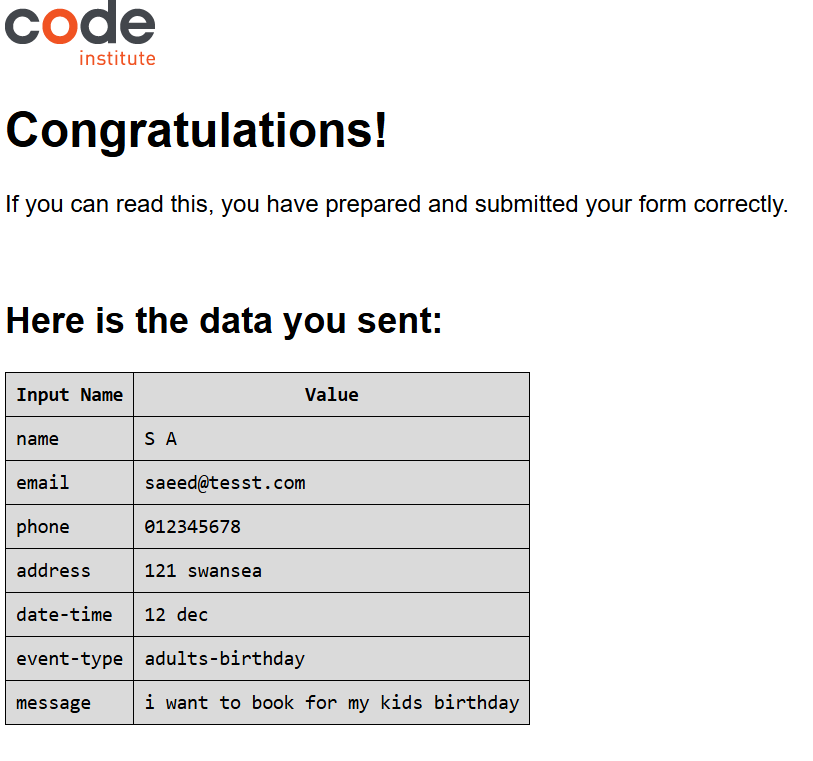 code
institute
Congratulations!
If you can read this, you have prepared and submitted your form correctly.
Here is the data you sent:
Input Name Value
name S A
email saeed@tesst.com
phone 012345678
address 121 swansea
date-time 12 dec
event-type adults-birthday
message i want to book for my kids birthday